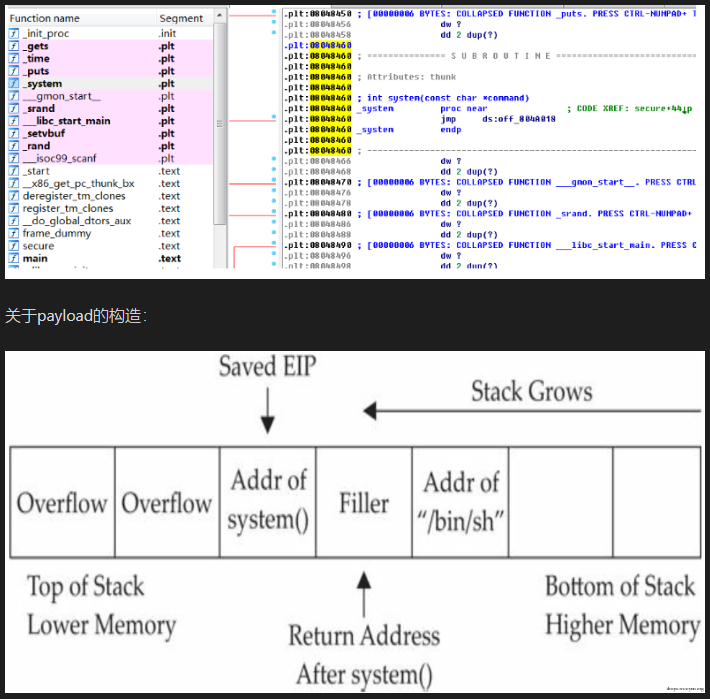 Function name Segment
_init_proc .init
_gets .plt
_time .plt
_puts .plt
_system .plt
___gmon_start__ .plt
_srand .plt
___libc_start_main .plt
_setvbuf .plt
_rand .plt
___isoc99_scanf .plt
_start .text
__x86_get_pc_thunk_bx .text
deregister_tm_clones .text
register_tm_clones .text
__do_global_dtors_aux .text
frame_dummy .text
secure .text
main .text
.plt:08048450 ; [00000006 BYTES: COLLAPSED FUNCTION _puts. PRESS CTRL-NUMPAD+ T
.plt:08048456 dw ?
.plt:08048458 dd 2 dup(?)
.plt:08048460
.plt:08048460 ; =============== S U B R O U T I N E =======================
.plt:08048460
.plt:08048460 ; Attributes: thunk
.plt:08048460
.plt:08048460 ; int system(const char *command)
.plt:08048460 _system proc near ; CODE XREF: secure+44↓p
.plt:08048460 jmp ds:off_804A018
.plt:08048460 _system endp
.plt:08048460
.plt:08048460 ; ---------------------------------------------------------
.plt:08048466 dw ?
.plt:08048468 dd 2 dup(?)
.plt:08048470 ; [00000006 BYTES: COLLAPSED FUNCTION ___gmon_start__. PRESS CTRL
.plt:08048476 dw ?
.plt:08048478 dd 2 dup(?)
.plt:08048480 ; [00000006 BYTES: COLLAPSED FUNCTION _srand. PRESS CTRL-NUMPAD+
.plt:08048486 dw ?
.plt:08048488 dd 2 dup(?)
.plt:08048490 ; [00000006 BYTES: COLLAPSED FUNCTION ___libc_start_main. PRESS C
.plt:08048496 dw ?
.plt:08048498 dd 2 dup(?)
关于payload的构造：
Saved EIP
Stack Grows
Overflow
Overflow
Addr of
system()
Filler
Addr of
“/bin/sh”
Top of Stack
Lower Memory
Return Address
After system()
Bottom of Stack
Higher Memory